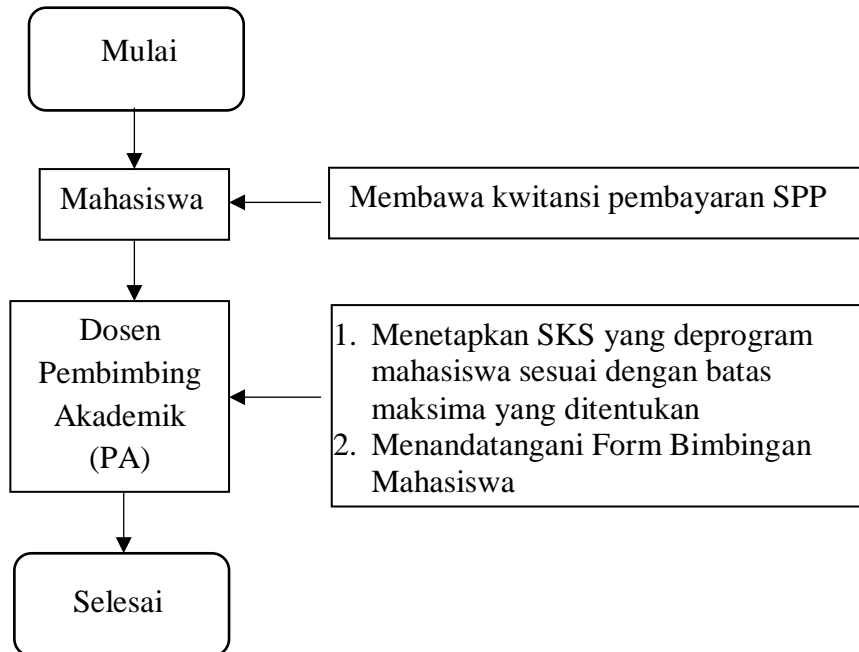 Mulai
Mahasiswa
Membawa kwitansi pembayaran SPP
Dosen
Pembimbing
Akademik
(PA)
1. Menetapkan SKS yang deprogram
mahasiswa sesuai dengan batas
maksima yang ditentukan
2. Menandatangani Form Bimbingan
Mahasiswa
Selesai